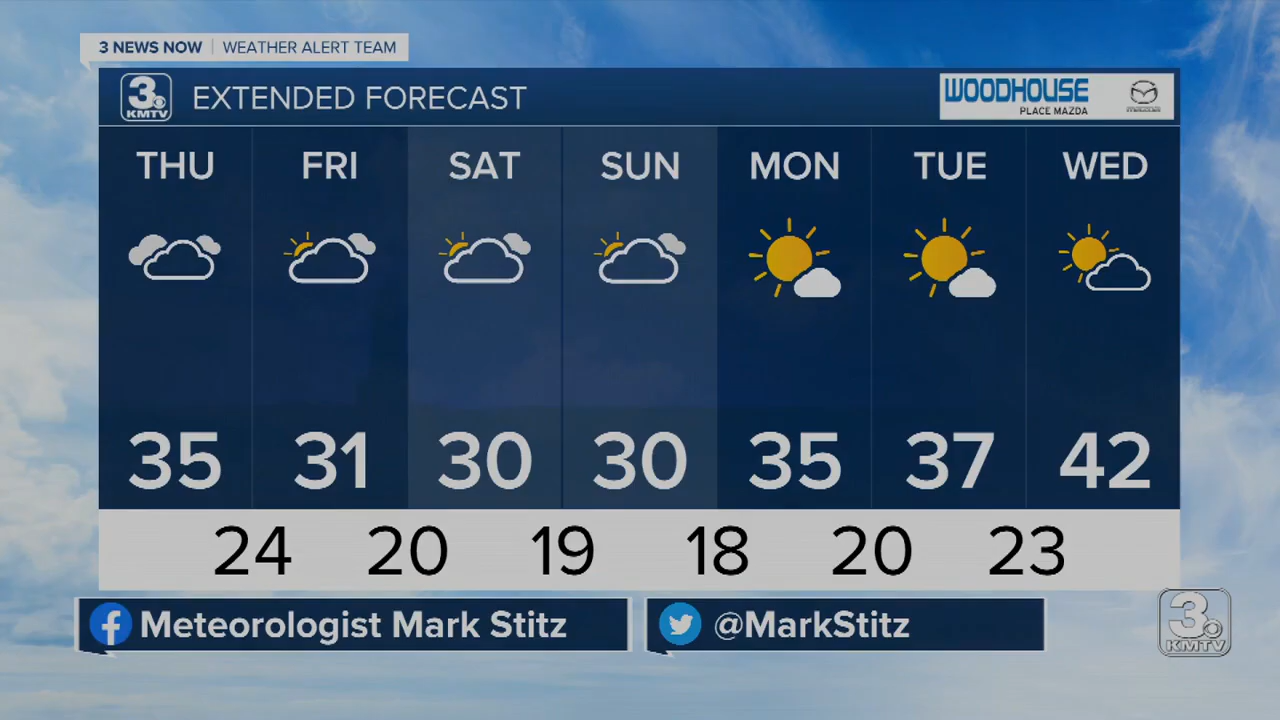 3 NEWS NOW | WEATHER ALERT TEAM
3 KMTV EXTENDED FORECAST
WOODHOUSE
PLACE MAZDA
THU FRI SAT SUN MON TUE WED
35 31 30 30 35 37 42
24 20 19 18 20 23
Meteorologist Mark Stitz
@MarkStitz
3
KMTV